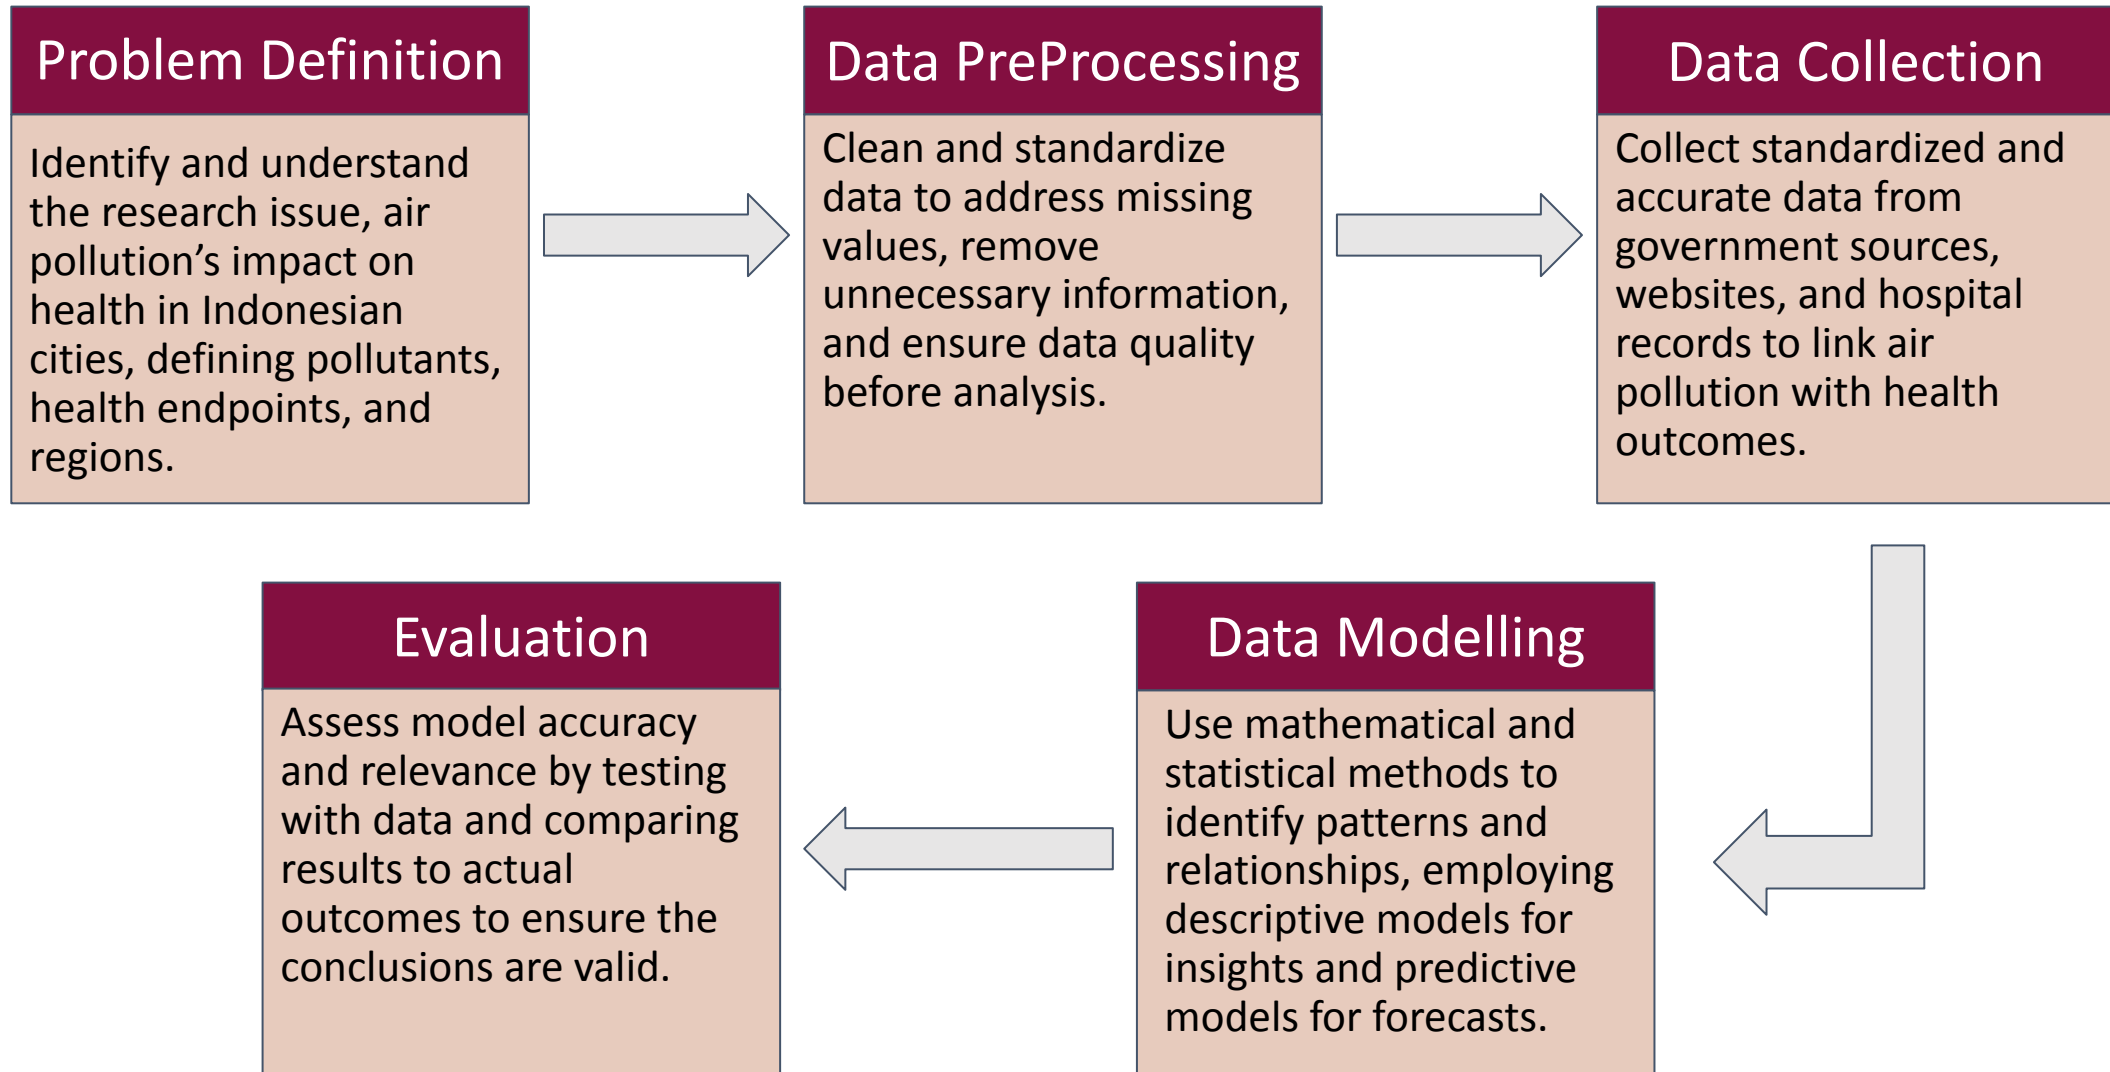 Problem Definition
Identify and understand
the research issue, air
pollution’s impact on
health in Indonesian
cities, defining pollutants,
health endpoints, and
regions.
Data PreProcessing
Clean and standardize
data to address missing
values, remove
unnecessary information,
and ensure data quality
before analysis.
Data Collection
Collect standardized and
accurate data from
government sources,
websites, and hospital
records to link air
pollution with health
outcomes.
Data Modelling
Use mathematical and
statistical methods to
identify patterns and
relationships, employing
descriptive models for
insights and predictive
models for forecasts.
Evaluation
Assess model accuracy
and relevance by testing
with data and comparing
results to actual
outcomes to ensure the
conclusions are valid.